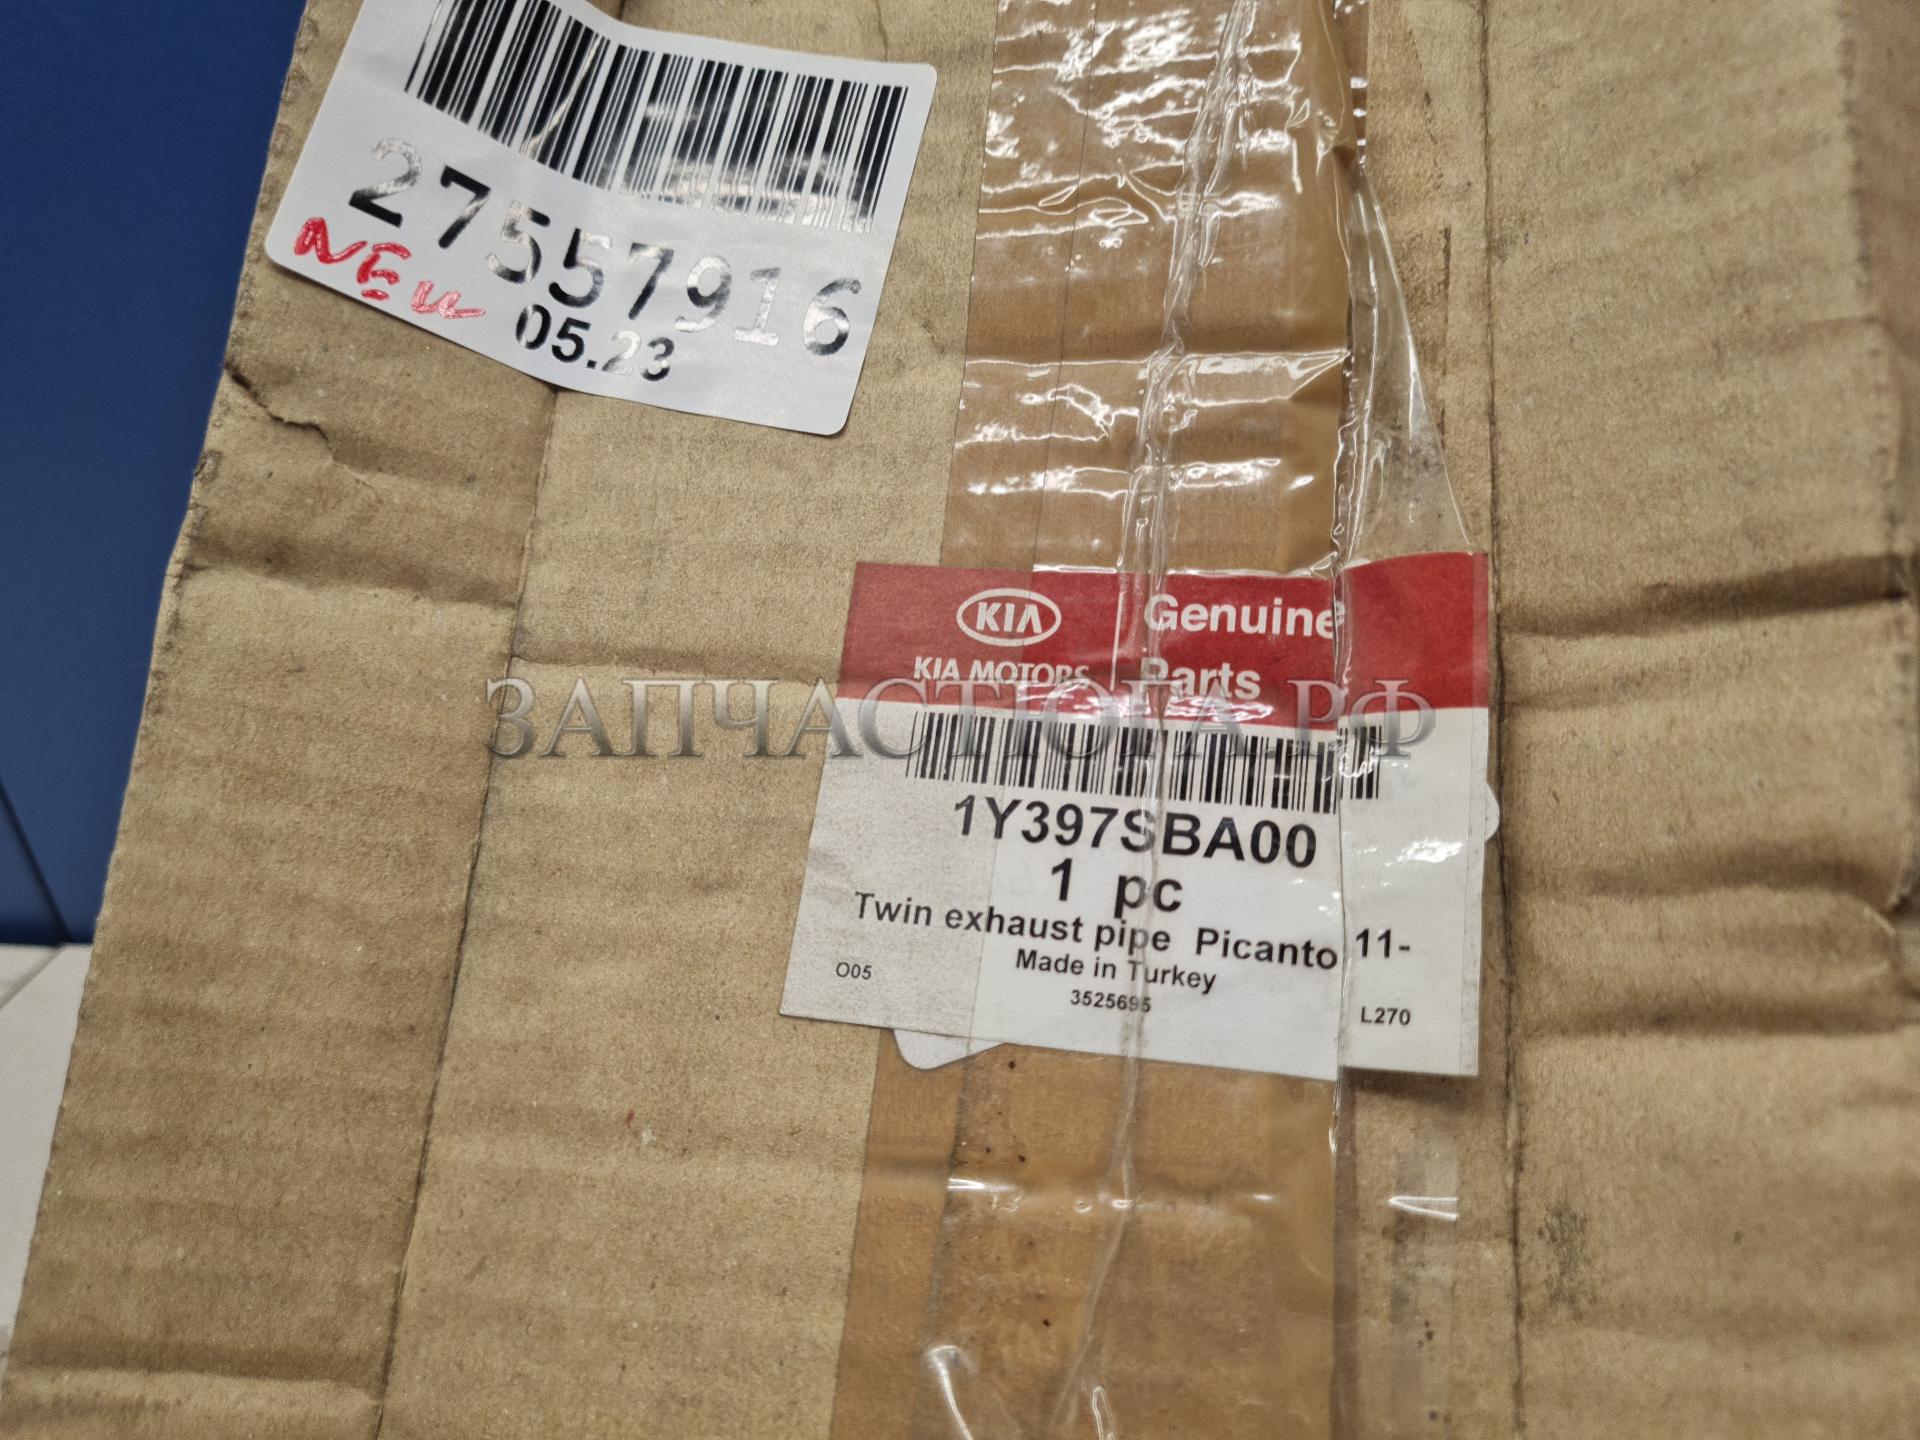 27557916
NEW
05.23
KIA
KIA MOTORS
Genuine
Parts
ЗАПЧАСТЮГА.РФ
1Y397SBA00
1 pc
Twin exhaust pipe Picanto 11-
Made in Turkey
O05
3525695
L270